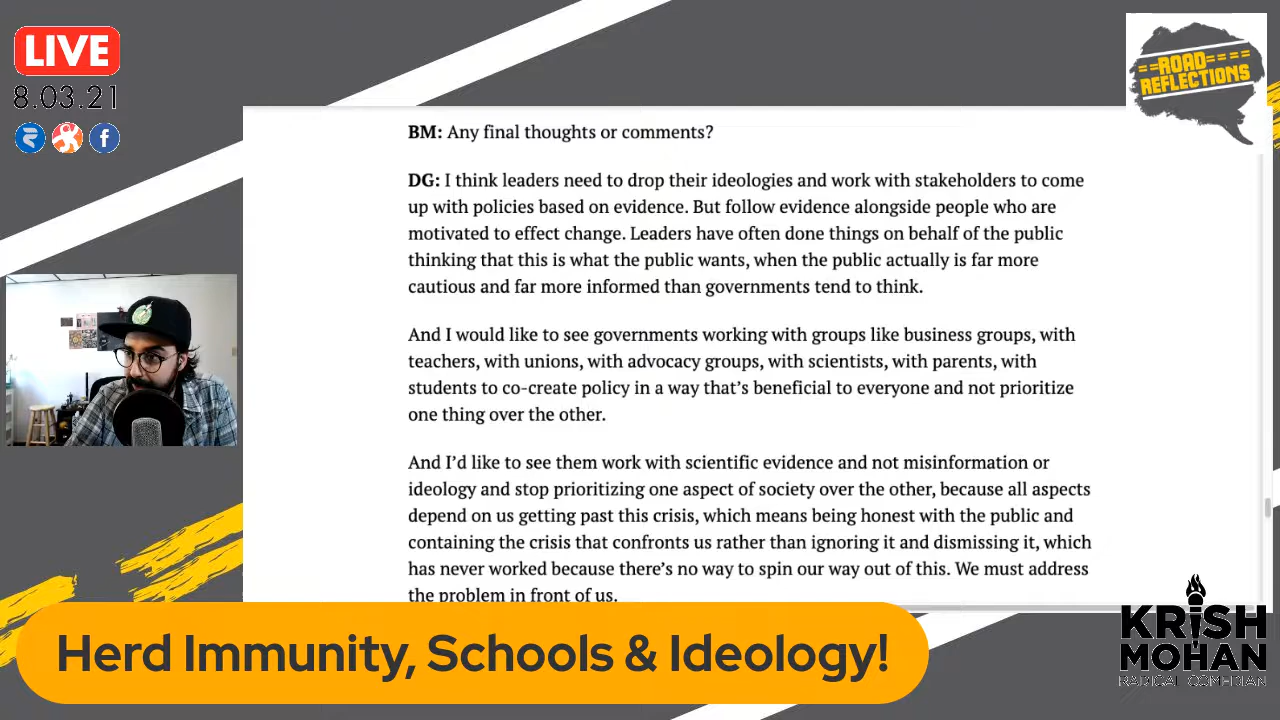 LIVE
8.03.21
==ROAD====
REFLECTIONS
BM: Any final thoughts or comments?
DG: I think leaders need to drop their ideologies and work with stakeholders to come
up with policies based on evidence. But follow evidence alongside people who are
motivated to effect change. Leaders have often done things on behalf of the public
thinking that this is what the public wants, when the public actually is far more
cautious and far more informed than governments tend to think.
And I would like to see governments working with groups like business groups, with
teachers, with unions, with advocacy groups, with scientists, with parents, with
students to co-create policy in a way that’s beneficial to everyone and not prioritize
one thing over the other.
And I’d like to see them work with scientific evidence and not misinformation or
ideology and stop prioritizing one aspect of society over the other, because all aspects
depend on us getting past this crisis, which means being honest with the public and
containing the crisis that confronts us rather than ignoring it and dismissing it, which
has never worked because there’s no way to spin our way out of this. We must address
the problem in front of us.
Herd Immunity, Schools & Ideology!
KRISH
MOHAN
RADICAL COMEDIAN